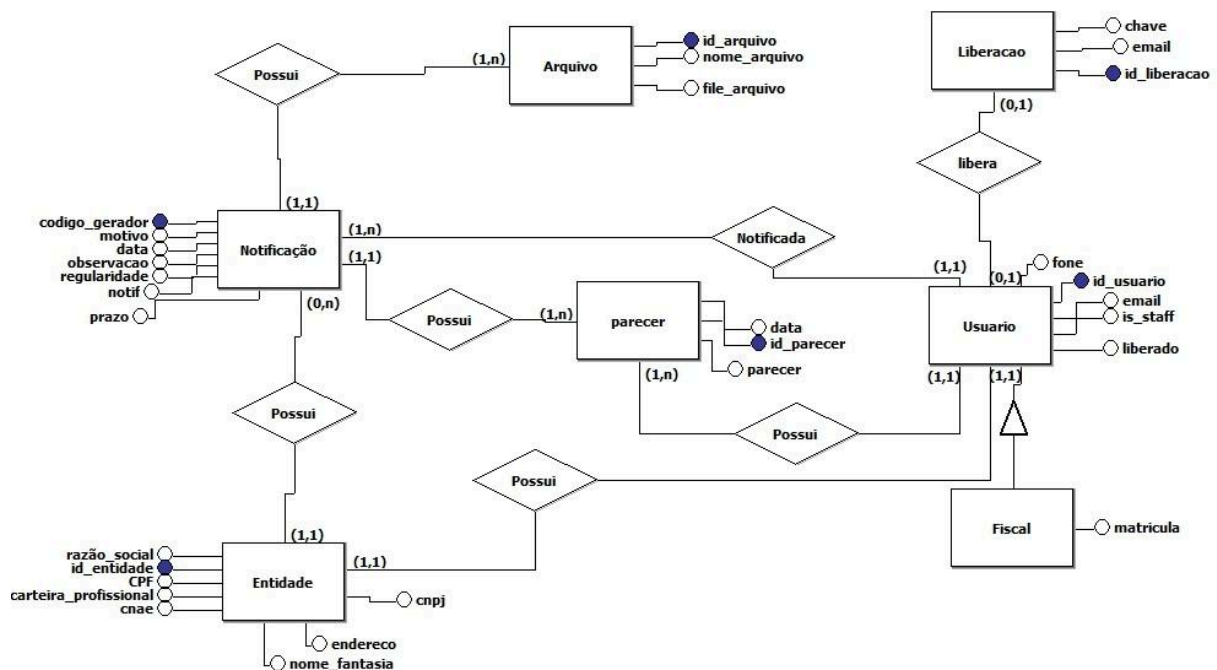 Possui
(1,n)
Arquivo
id_arquivo
nome_arquivo
file_arquivo
Liberacao
chave
email
id_liberacao
(0,1)
libera
(1,1)
codigo_gerador
motivo
data
observacao
regularidade
notif
prazo
Notificação
(1,n)
(1,1)
(0,n)
Notificada
(1,1)
(0,1)
fone
id_usuario
email
is_staff
liberado
Usuario
(1,1)
(1,1)
Possui
(1,n)
parecer
data
id_parecer
parecer
(1,n)
Possui
Possui
Possui
Fiscal
matricula
(1,1)
(1,1)
razão_social
id_entidade
CPF
carteira_profissional
cnae
Entidade
cnpj
endereco
nome_fantasia